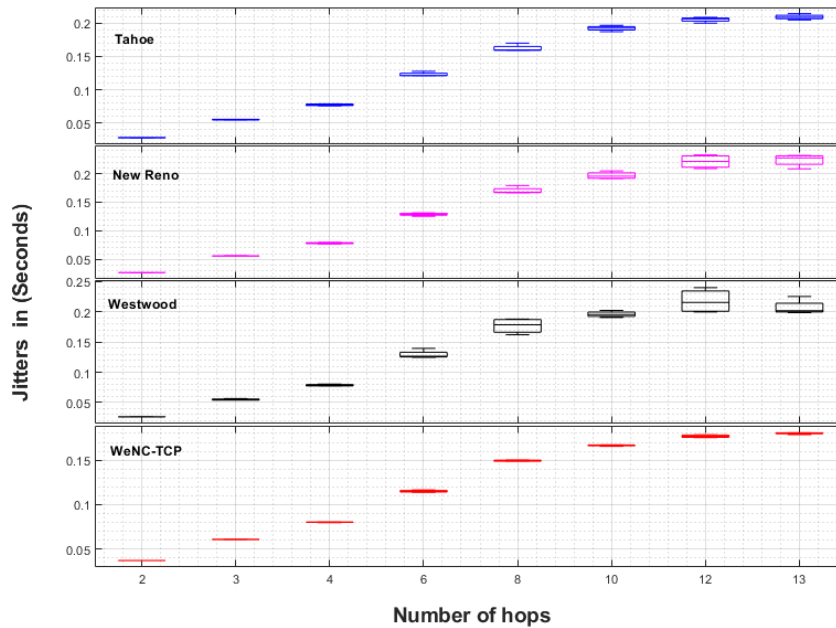 Tahoe
0.2
0.15
0.1
0.05
New Reno
0.2
0.15
0.1
0.05
0.25
Westwood
0.2
0.15
0.1
0.05
WeNC-TCP
0.15
0.1
0.05
2 3 4 6 8 10 12 13
Number of hops
Jitters in (Seconds)